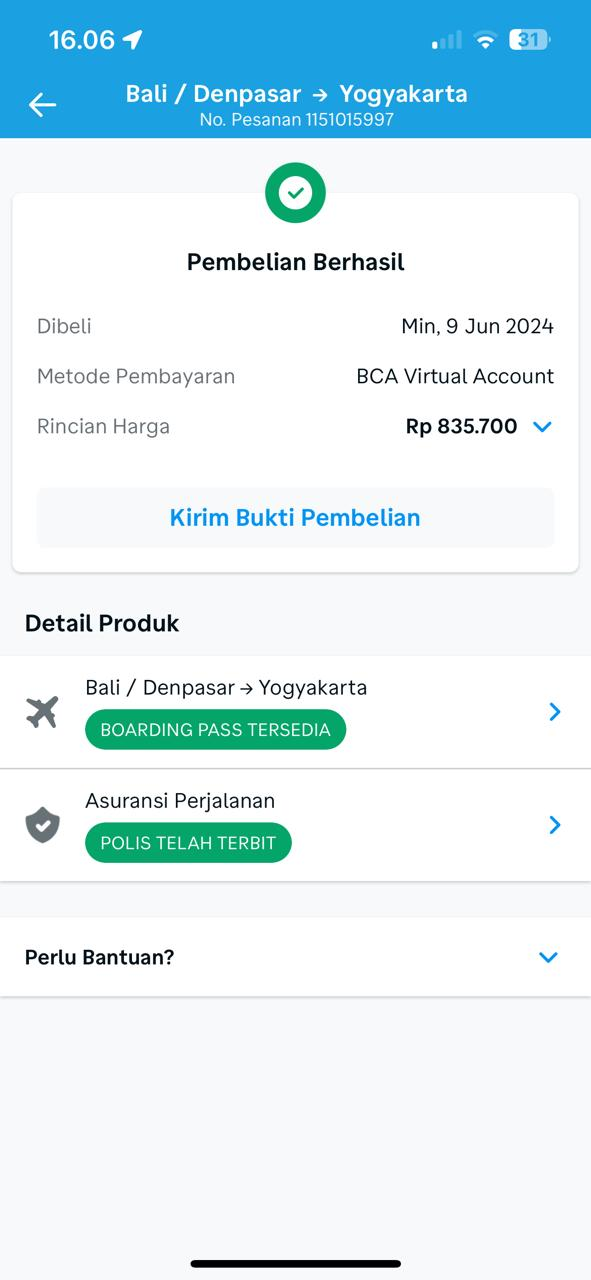 16.06
31
Bali / Denpasar → Yogyakarta
No. Pesanan 1151015997
Pembelian Berhasil
Dibeli Min, 9 Jun 2024
Metode Pembayaran BCA Virtual Account
Rincian Harga Rp 835.700
Kirim Bukti Pembelian
Detail Produk
Bali / Denpasar → Yogyakarta
BOARDING PASS TERSEDIA
Asuransi Perjalanan
POLIS TELAH TERBIT
Perlu Bantuan?